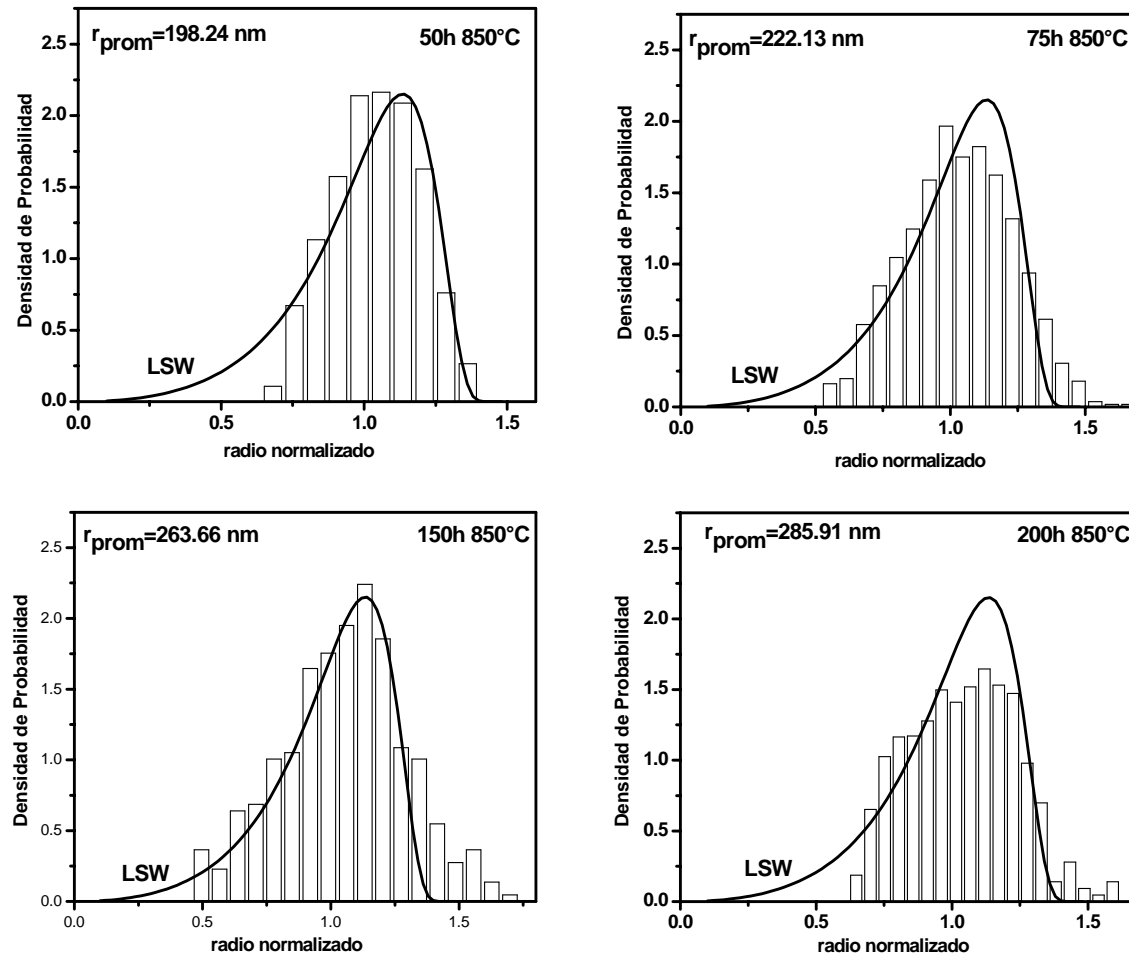 r prom=198.24 nm 50h 850°C
Densidad de Probabilidad
2.5
2.0
1.5
1.0
0.5
0.0
LSW
0.0 0.5 1.0 1.5
radio normalizado
r prom=222.13 nm 75h 850°C
Densidad de Probabilidad
2.5
2.0
1.5
1.0
0.5
0.0
LSW
0.0 0.5 1.0 1.5
radio normalizado
r prom=263.66 nm 150h 850°C
Densidad de Probabilidad
2.5
2.0
1.5
1.0
0.5
0.0
LSW
0.0 0.5 1.0 1.5
radio normalizado
r prom=285.91 nm 200h 850°C
Densidad de Probabilidad
2.5
2.0
1.5
1.0
0.5
0.0
LSW
0.0 0.5 1.0 1.5
radio normalizado